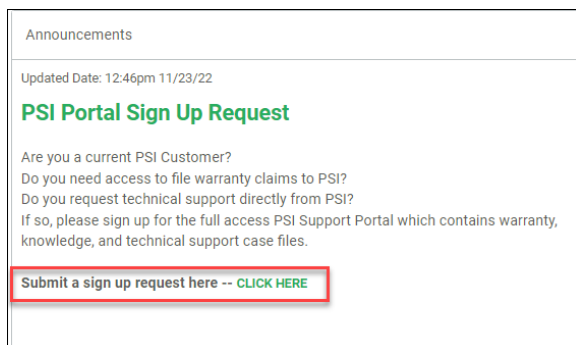 Announcements
Updated Date: 12:46pm 11/23/22
PSI Portal Sign Up Request
Are you a current PSI Customer?
Do you need access to file warranty claims to PSI?
Do you request technical support directly from PSI?
If so, please sign up for the full access PSI Support Portal which contains warranty,
knowledge, and technical support case files.
Submit a sign up request here -- CLICK HERE